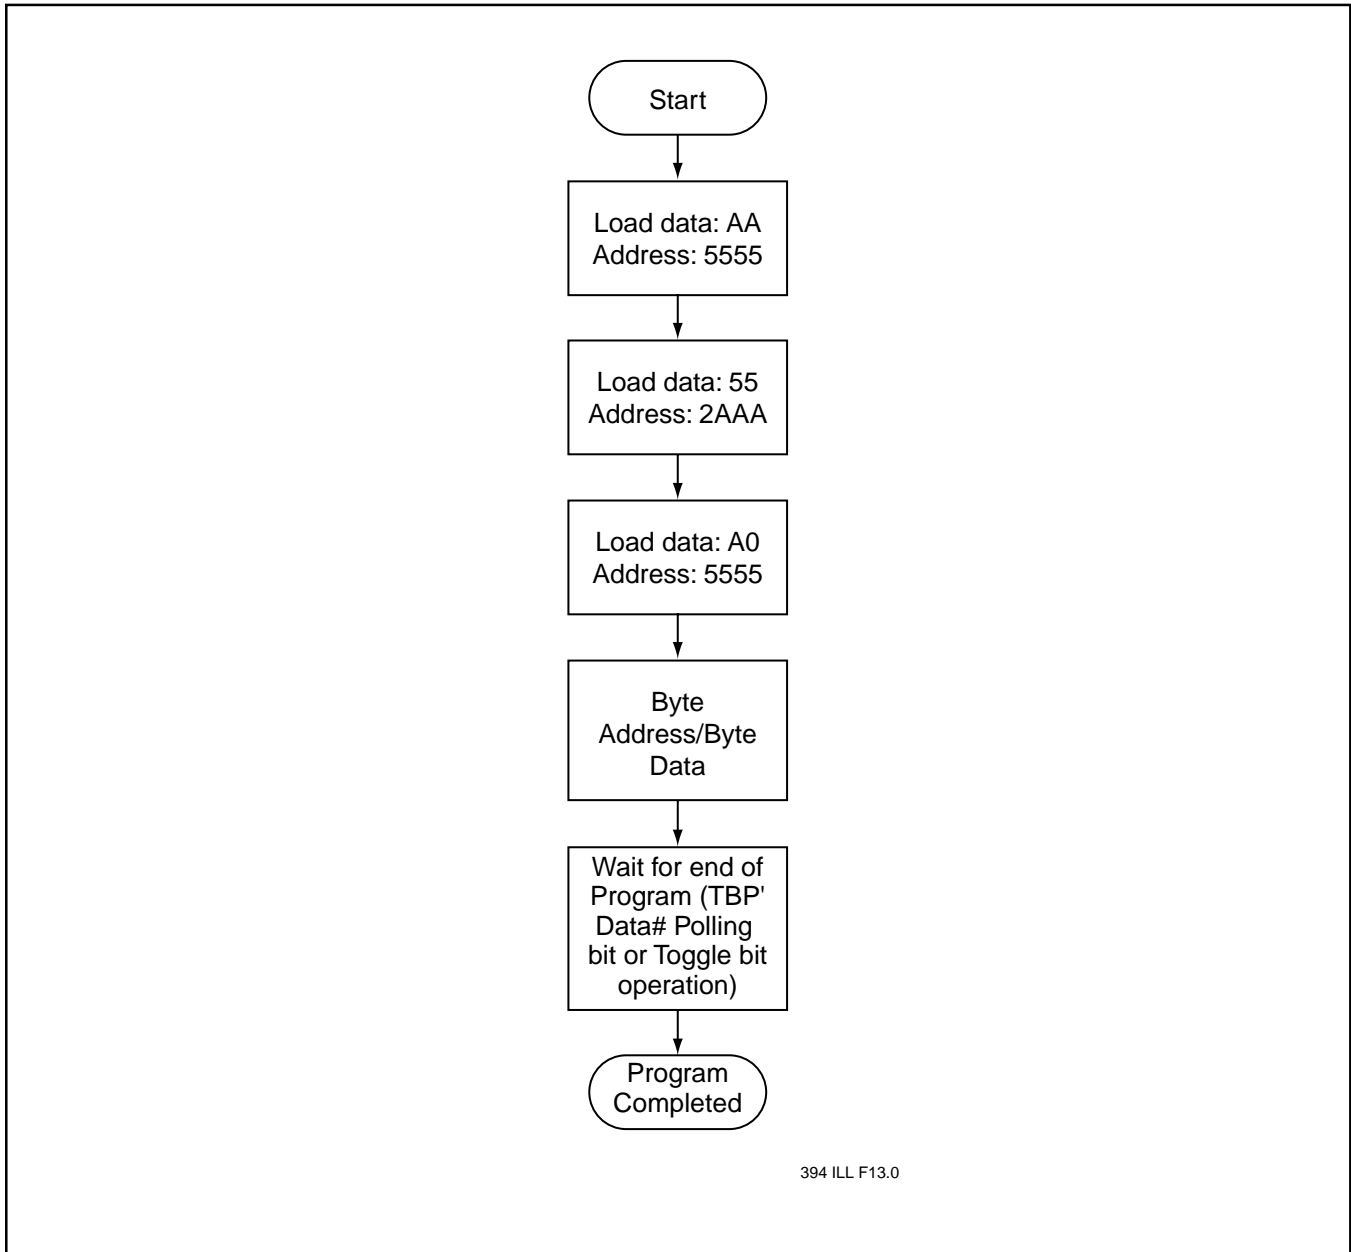 Start
Load data: AA
Address: 5555
Load data: 55
Address: 2AAA
Load data: A0
Address: 5555
Byte
Address/Byte
Data
Wait for end of
Program (TBP'
Data# Polling
bit or Toggle bit
operation)
Program
Completed
394 ILL F13.0